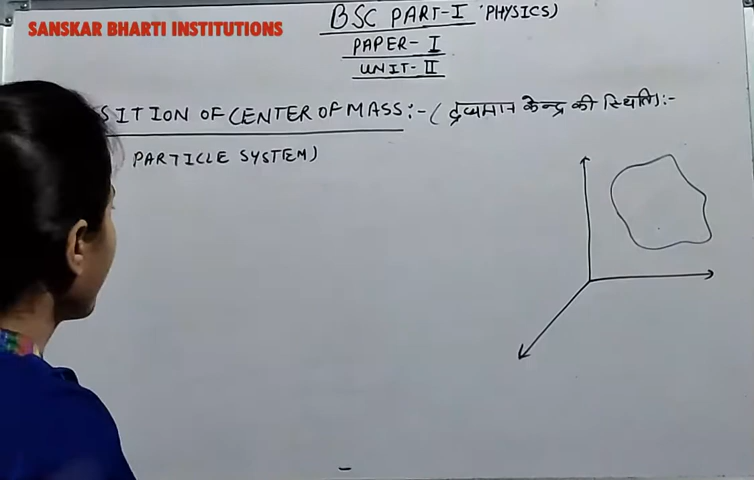 SANSKAR BHARTI INSTITUTIONS
BSC PART-I (PHYSICS)
PAPER-I
UNIT-II
SITION OF CENTER OF MASS:- (द्रव्यमान केन्द्र की स्थिति):-
PARTICLE SYSTEM)